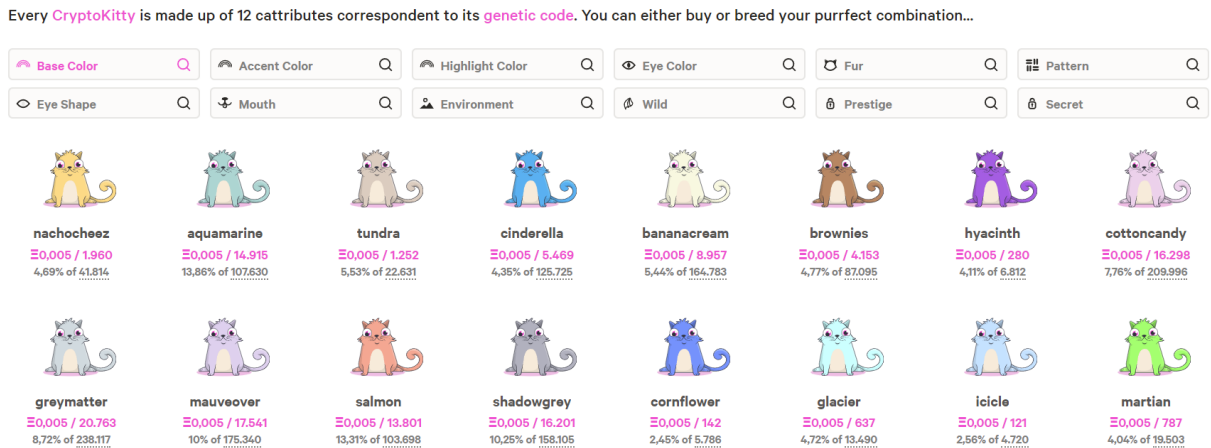 Every CryptoKitty is made up of 12 cattributes correspondent to its genetic code. You can either buy or breed your purrfect combination...
Base Color Accent Color Highlight Color Eye Color Fur Pattern
Eye Shape Mouth Environment Wild Prestige Secret
nachocheez aquamarine tundra cinderella bananacream brownies hyacinth cottoncandy
Ξ0,005 / 1.960 Ξ0,005 / 14.915 Ξ0,005 / 1.252 Ξ0,005 / 5.469 Ξ0,005 / 8.957 Ξ0,005 / 4.153 Ξ0,005 / 280 Ξ0,005 / 16.298
4,69% of 41.814 13,86% of 107.630 5,53% of 22.631 4,35% of 125.725 5,44% of 164.783 4,77% of 87.095 4,11% of 6.812 7,76% of 209.996
greymatter mauveover salmon shadowgrey cornflower glacier icicle martian
Ξ0,005 / 20.763 Ξ0,005 / 17.541 Ξ0,005 / 13.801 Ξ0,005 / 16.201 Ξ0,005 / 142 Ξ0,005 / 637 Ξ0,005 / 121 Ξ0,005 / 787
8,72% of 238.117 10% of 175.340 13,31% of 103.698 10,25% of 158.105 2,45% of 5.786 4,72% of 13.490 2,56% of 4.720 4,04% of 19.503